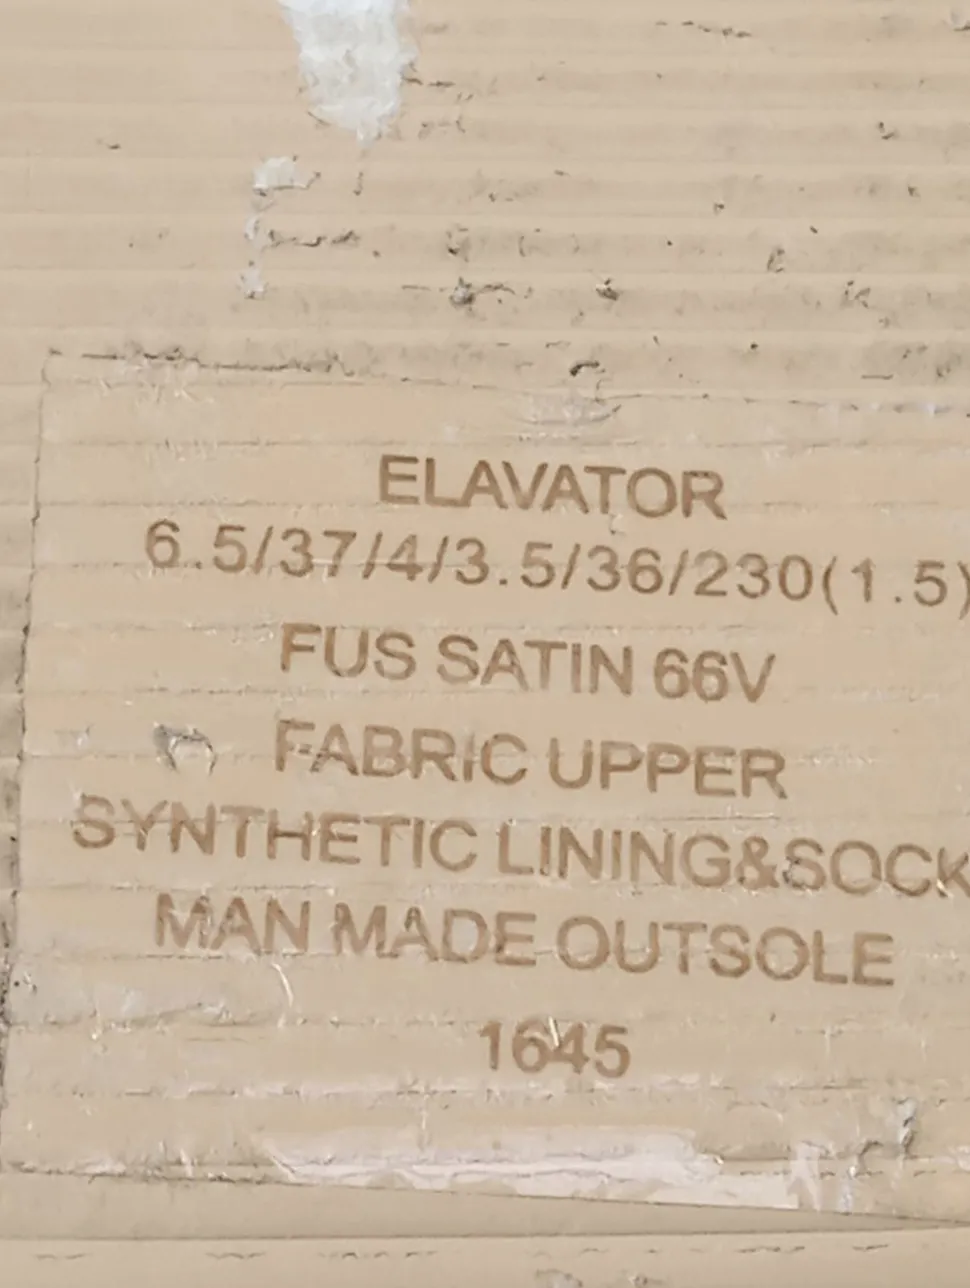 ELAVATOR
6.5/37/4/3.5/36/230(1.5)
FUS SATIN 66V
FABRIC UPPER
SYNTHETIC LINING&SOCK
MAN MADE OUTSOLE
1645